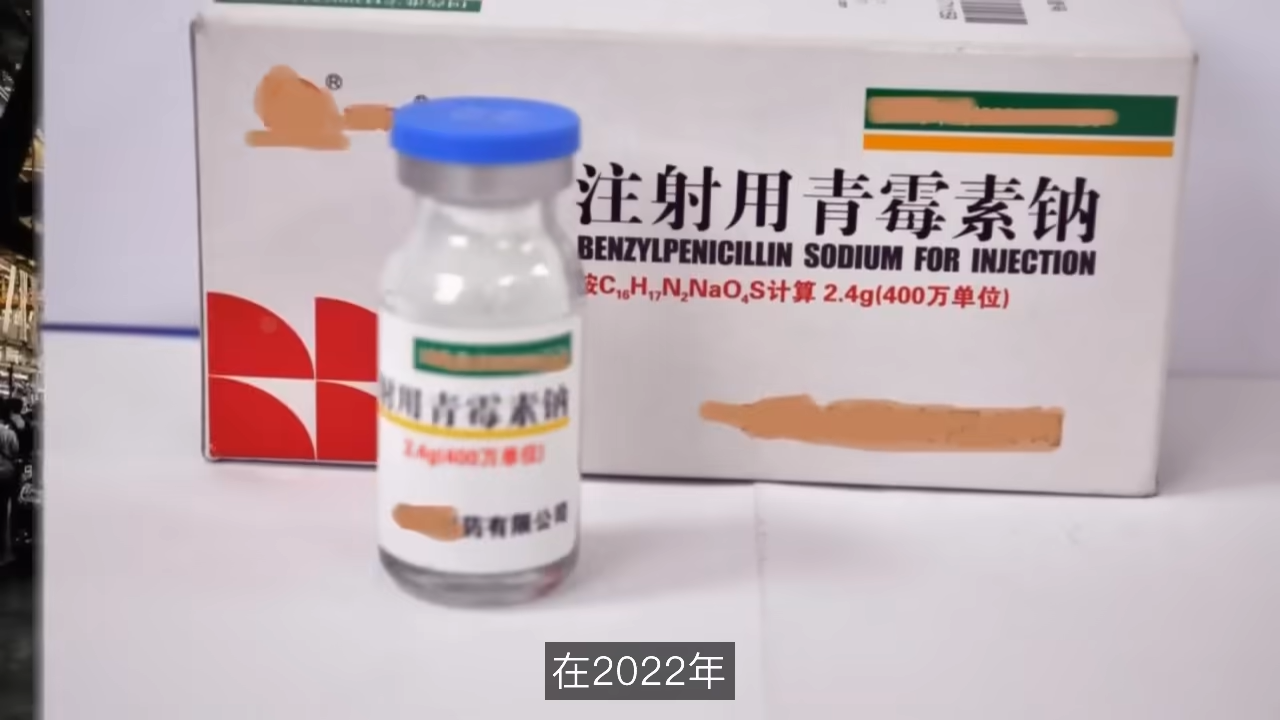 ®
注射用青霉素钠
BENZYLPENICILLIN SODIUM FOR INJECTION
按C₁₆H₁₇N₂NaO₄S计算 2.4g(400万单位)
射用青霉素钠
2.4g(400万单位)
药有限公司
在2022年